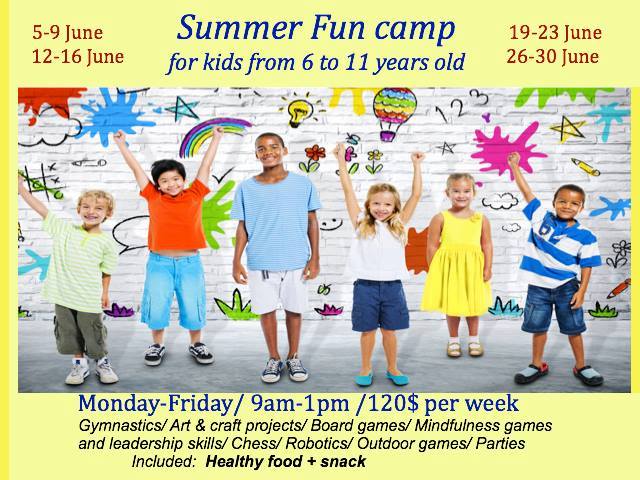 Summer Fun camp
for kids from 6 to 11 years old
5-9 June
12-16 June
19-23 June
26-30 June
123
Monday-Friday/ 9am-1pm /120$ per week
Gymnastics/ Art & craft projects/ Board games/ Mindfulness games
and leadership skills/ Chess/ Robotics/ Outdoor games/ Parties
Included: Healthy food + snack